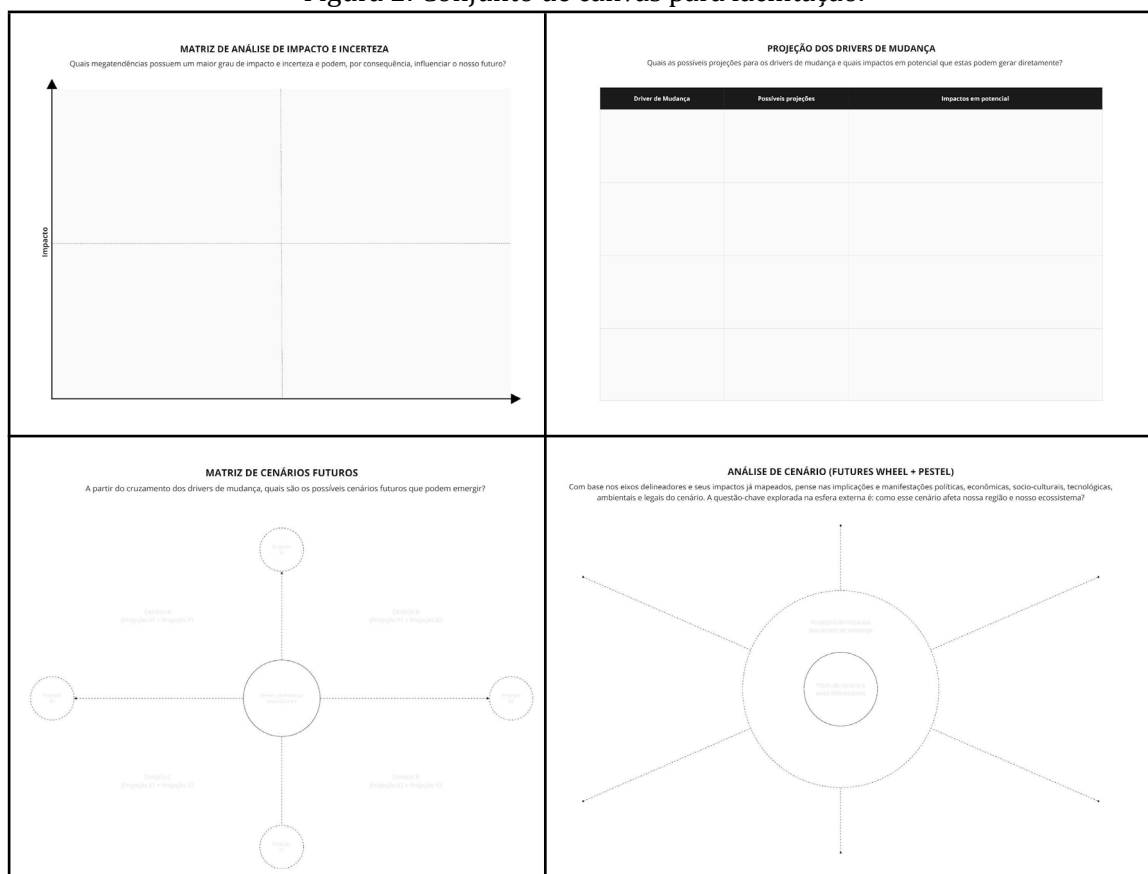 Figura 2: Conjunto de canvas para facilitação.
MATRIZ DE ANÁLISE DE IMPACTO E INCERTEZA
Quais megatendências possuem um maior grau de impacto e incerteza e podem, por consequência, influenciar o nosso futuro?
Impacto
PROJEÇÃO DOS DRIVERS DE MUDANÇA
Quais as possíveis projeções para os drivers de mudança e quais impactos em potencial que estas podem gerar diretamente?
Driver de Mudança
Possíveis projeções
Impactos em potencial
MATRIZ DE CENÁRIOS FUTUROS
A partir do cruzamento dos drivers de mudança, quais são os possíveis cenários futuros que podem emergir?
Projeção
Cenário A
Cenário C
ANÁLISE DE CENÁRIO (FUTURES WHEEL + PESTEL)
Com base nos eixos delineadores e seus impactos já mapeados, pense nas implicações e manifestações políticas, econômicas, socio-culturais, tecnológicas,
ambientais e legais do cenário. A questão-chave explorada na esfera externa é: como esse cenário afeta nossa região e nosso ecossistema?